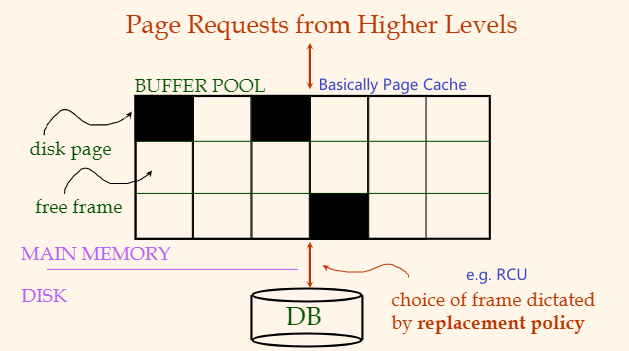 Page Requests from Higher Levels
BUFFER POOL
Basically Page Cache
disk page
free frame
MAIN MEMORY
DISK
e.g. RCU
choice of frame dictated
by replacement policy
DB